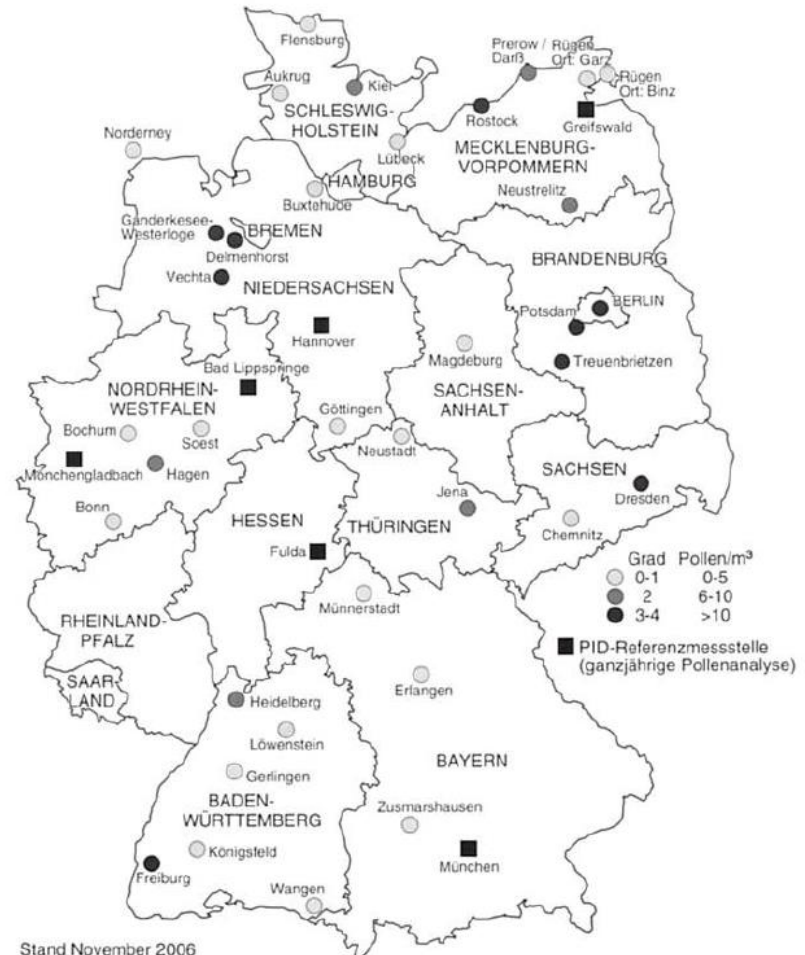 Flensburg
Prerow / Rügen
Darß Ort: Garz
Rügen
Ort: Binz
Aukrug
Kiel
SCHLESWIG-
HOLSTEIN
Rostock
Greifswald
Norderney
Lübeck
MECKLENBURG-
VORPOMMERN
HAMBURG
Buxtehude
Neustrelitz
Ganderkesee-
Westerloge
BREMEN
Delmenhorst
BRANDENBURG
Vechta
NIEDERSACHSEN
BERLIN
Potsdam
Hannover
Magdeburg
Treuenbrietzen
Bad Lippspringe
NORDRHEIN-
WESTFALEN
SACHSEN-
ANHALT
Göttingen
Bochum
Soest
Neustadt
Mönchengladbach
Hagen
SACHSEN
Dresden
Jena
Bonn
HESSEN
THÜRINGEN
Chemnitz
Fulda
Grad Pollen/m³
0-1 0-5
2 6-10
3-4 >10
PID-Referenzmessstelle
(ganzjährige Pollenanalyse)
Münnerstadt
RHEINLAND-
PFALZ
SAAR-
LAND
Erlangen
Heidelberg
Löwenstein
BAYERN
Gerlingen
BADEN-
WÜRTTEMBERG
Zusmarshausen
Königsfeld
München
Freiburg
Wangen
Stand November 2006